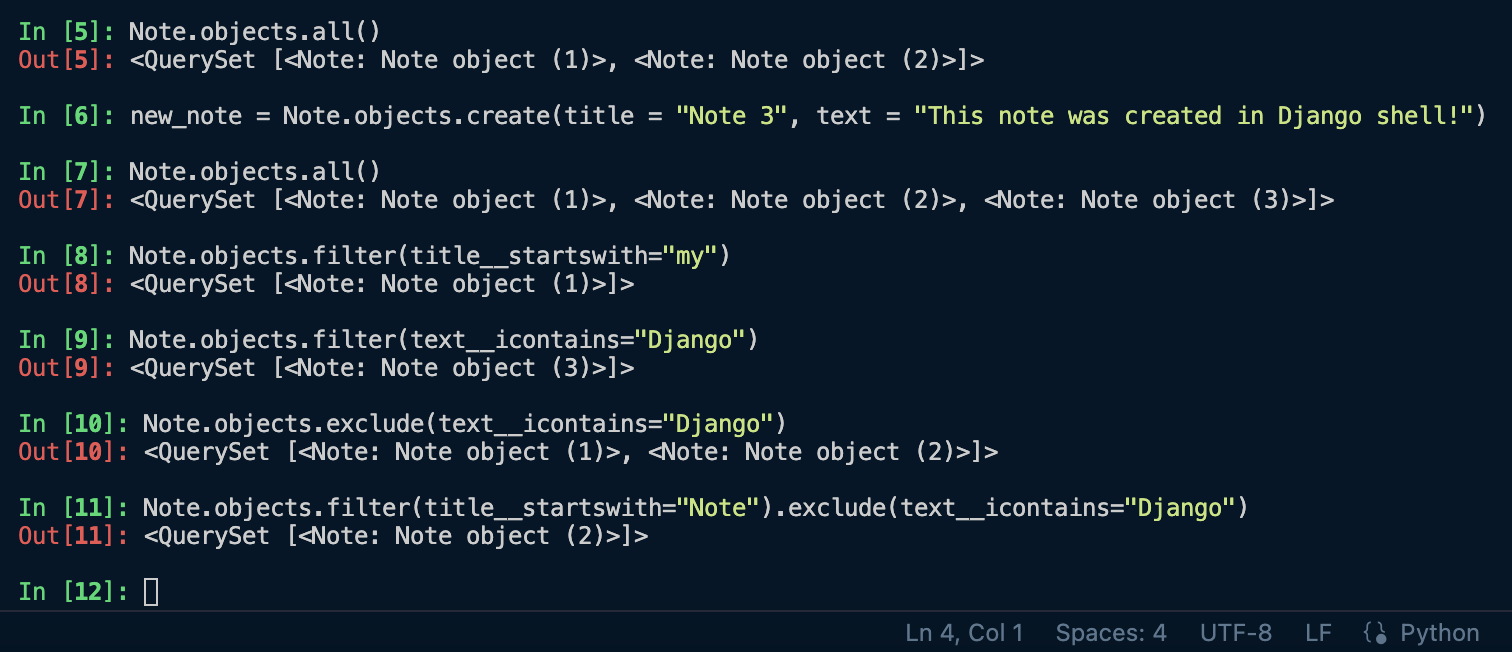 In [5]: Note.objects.all()
Out[5]: <QuerySet [<Note: Note object (1)>, <Note: Note object (2)>]>
In [6]: new_note = Note.objects.create(title = "Note 3", text = "This note was created in Django shell!")
In [7]: Note.objects.all()
Out[7]: <QuerySet [<Note: Note object (1)>, <Note: Note object (2)>, <Note: Note object (3)>]>
In [8]: Note.objects.filter(title__startswith="my")
Out[8]: <QuerySet [<Note: Note object (1)>]>
In [9]: Note.objects.filter(text__icontains="Django")
Out[9]: <QuerySet [<Note: Note object (3)>]>
In [10]: Note.objects.exclude(text__icontains="Django")
Out[10]: <QuerySet [<Note: Note object (1)>, <Note: Note object (2)>]>
In [11]: Note.objects.filter(title__startswith="Note").exclude(text__icontains="Django")
Out[11]: <QuerySet [<Note: Note object (2)>]>
In [12]:
Ln 4, Col 1 Spaces: 4 UTF-8 LF Python